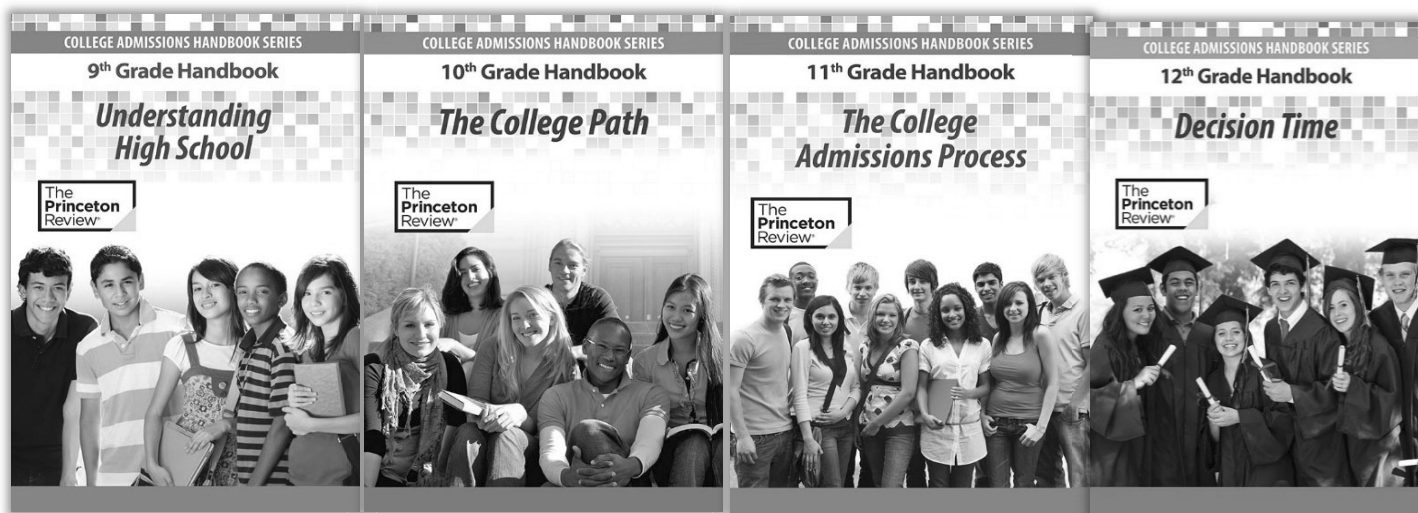 COLLEGE ADMISSIONS HANDBOOK SERIES
9th Grade Handbook
Understanding
High School
The
Princeton
Review®
COLLEGE ADMISSIONS HANDBOOK SERIES
10th Grade Handbook
The College Path
The
Princeton
Review®
COLLEGE ADMISSIONS HANDBOOK SERIES
11th Grade Handbook
The College
Admissions Process
The
Princeton
Review®
COLLEGE ADMISSIONS HANDBOOK SERIES
12th Grade Handbook
Decision Time
The
Princeton
Review®